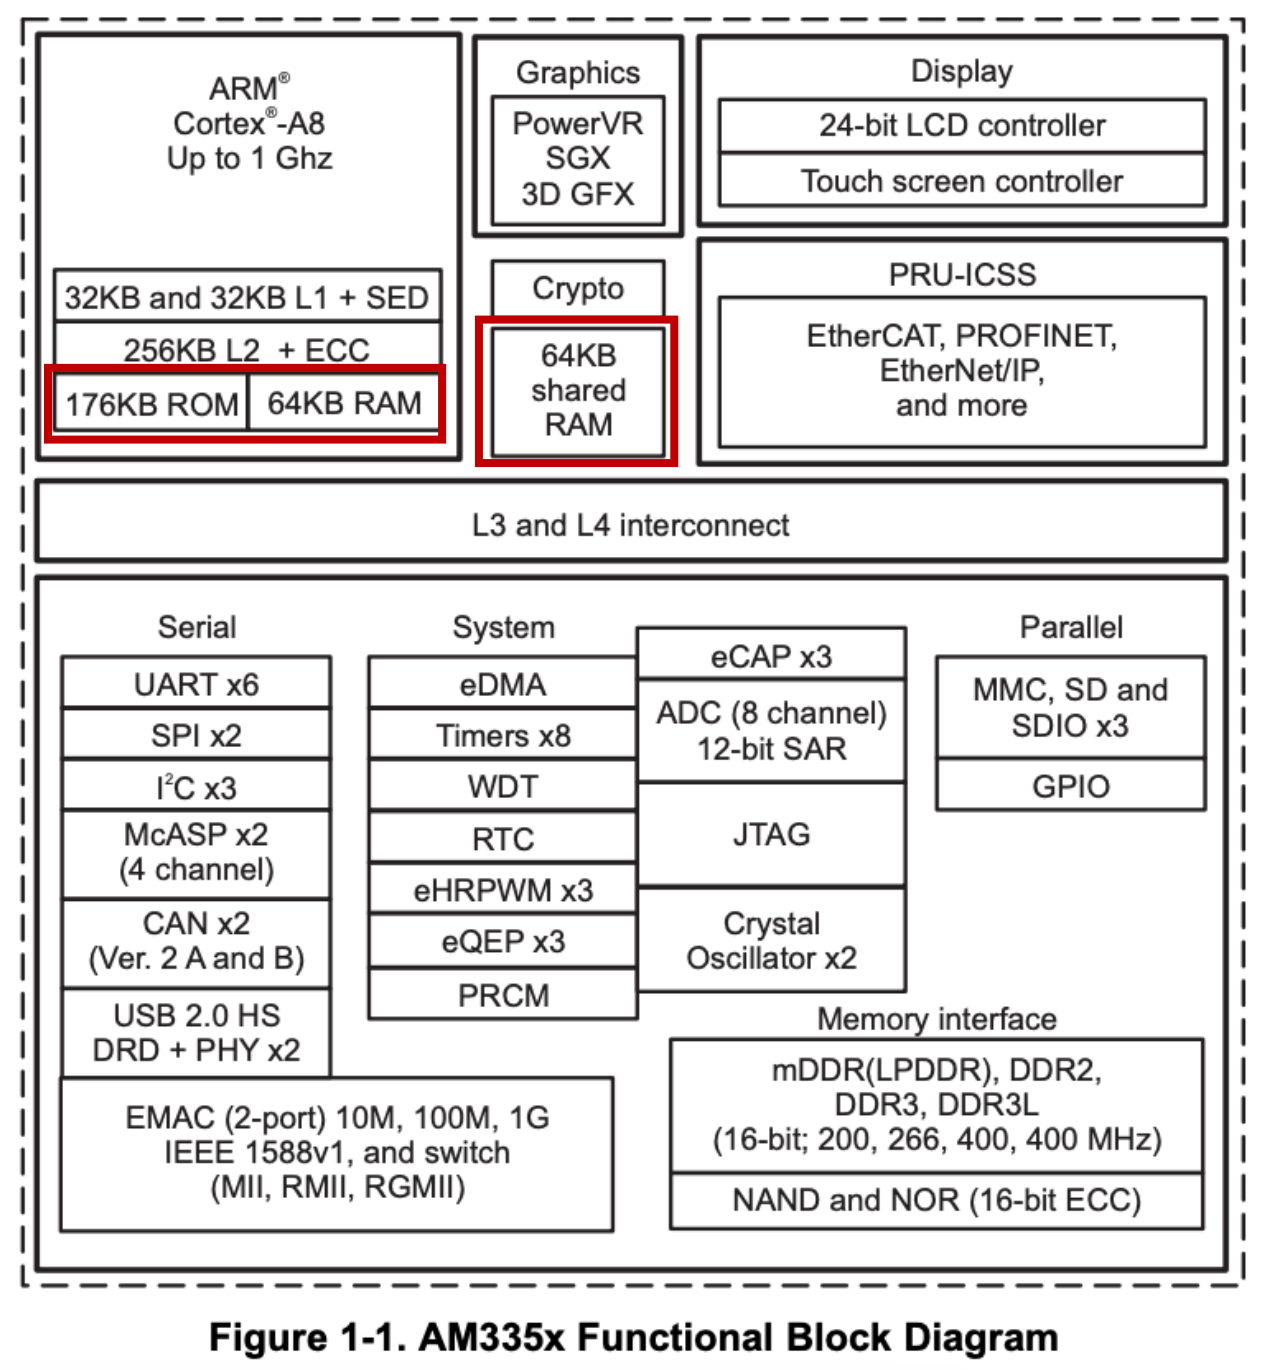 ARM®
Cortex®-A8
Up to 1 Ghz
32KB and 32KB L1 + SED
256KB L2 + ECC
176KB ROM
64KB RAM
Graphics
PowerVR
SGX
3D GFX
Crypto
64KB
shared
RAM
Display
24-bit LCD controller
Touch screen controller
PRU-ICSS
EtherCAT, PROFINET,
EtherNet/IP,
and more
L3 and L4 interconnect
Serial
UART x6
SPI x2
I²C x3
McASP x2
(4 channel)
CAN x2
(Ver. 2 A and B)
USB 2.0 HS
DRD + PHY x2
EMAC (2-port) 10M, 100M, 1G
IEEE 1588v1, and switch
(MII, RMII, RGMII)
System
eDMA
Timers x8
WDT
RTC
eHRPWM x3
eQEP x3
PRCM
eCAP x3
ADC (8 channel)
12-bit SAR
JTAG
Crystal
Oscillator x2
Parallel
MMC, SD and
SDIO x3
GPIO
Memory interface
mDDR(LPDDR), DDR2,
DDR3, DDR3L
(16-bit; 200, 266, 400, 400 MHz)
NAND and NOR (16-bit ECC)
Figure 1-1. AM335x Functional Block Diagram